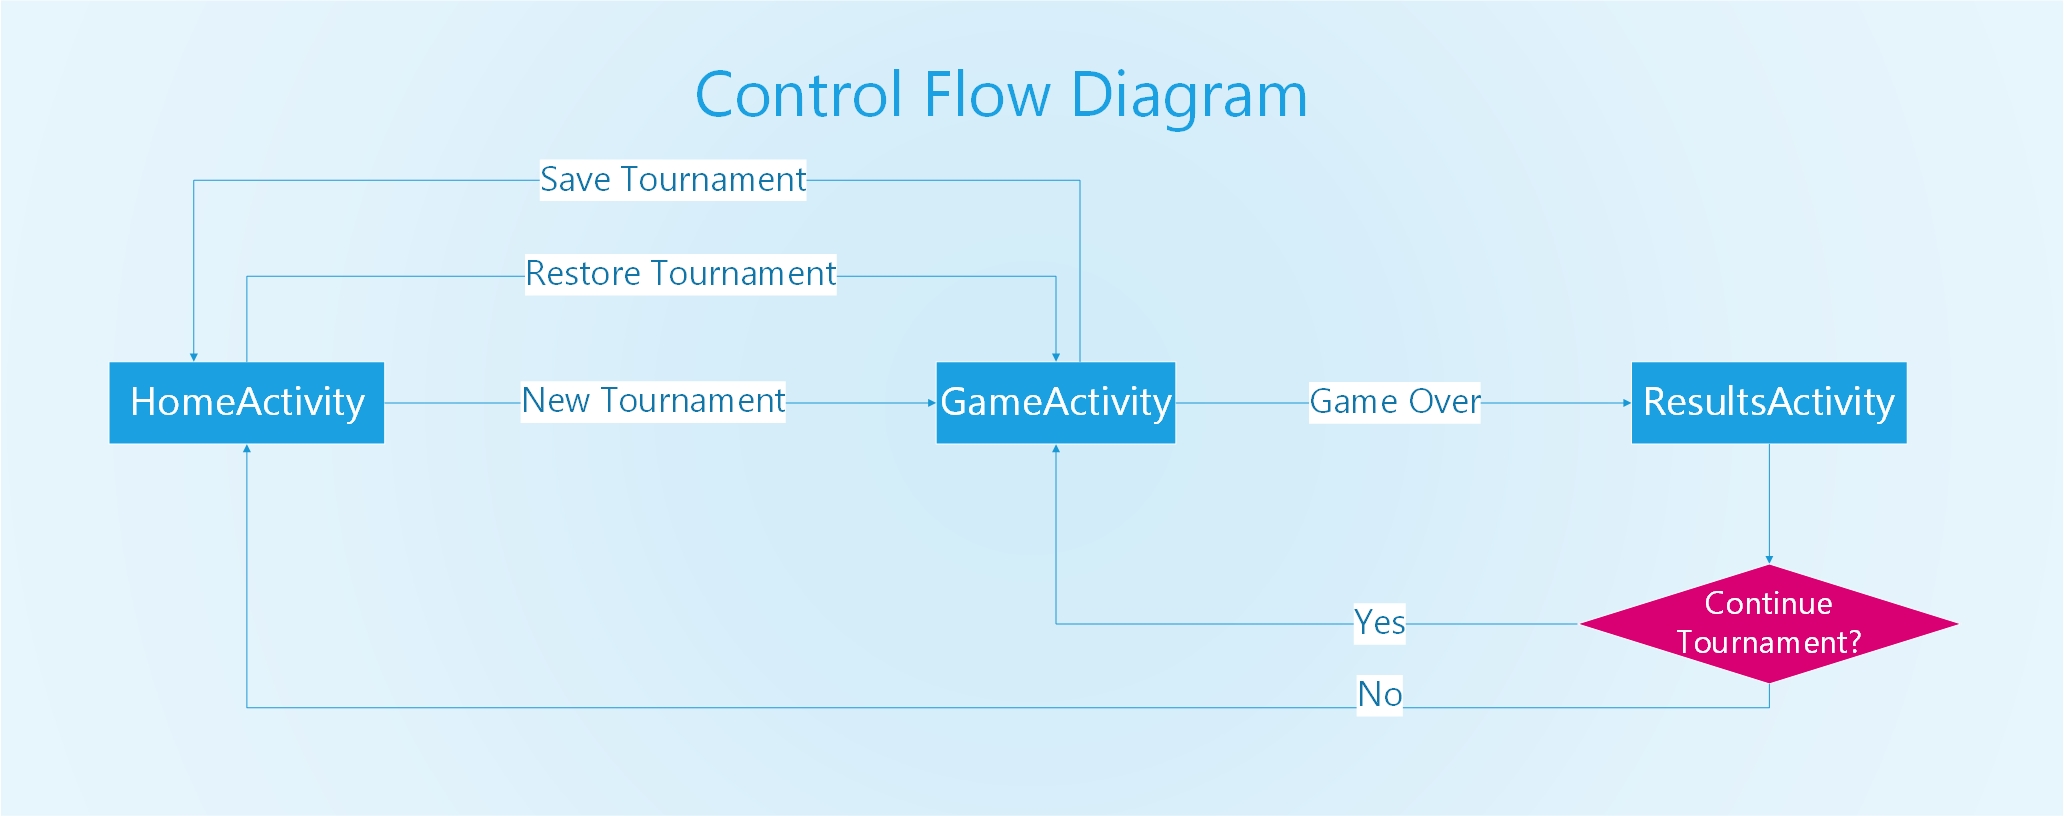 Control Flow Diagram
Save Tournament
Restore Tournament
HomeActivity
New Tournament
GameActivity
Game Over
ResultsActivity
Continue
Tournament?
Yes
No